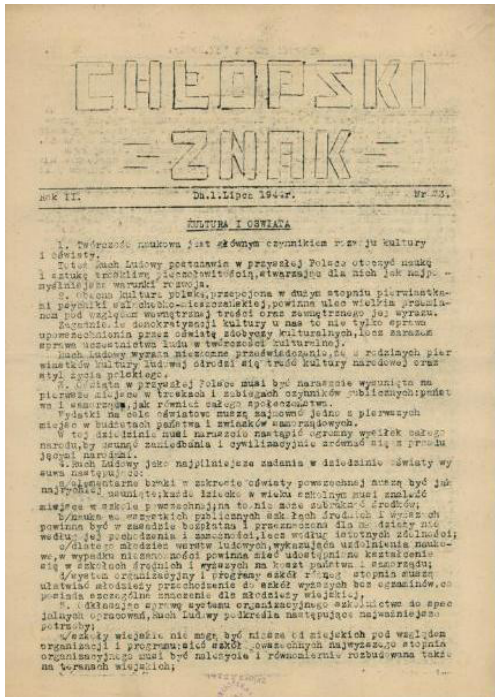 CHŁOPSKI
=ZNAK=
Rok II. Dn.1.Lipca 1944r. Nr 23.
KULTURA I OŚWIATA
1. Twórczość naukowa jest głównym czynnikiem rozwoju kultury
i oświaty.
Toteż Ruch Ludowy postanawia w przyszłej Polsce otoczyć naukę
i sztukę troskliwą pieczołowitością, stwarzając dla nich jak najpo-
myślniejsze warunki rozwoju.
2. Obecna kultura polska, przepojona w dużym stopniu pierwiastka-
mi psychiki szlachecko-mieszczańskiej, powinna ulec wielkim przemia-
nom pod względem wewnętrznej treści oraz zewnętrznego jej wyrazu.
Zagadnienie demokratyzacji kultury u nas to nie tylko sprawa
upowszechnienia przez oświatę zdobyczy kulturalnych, lecz zarazem
sprawa uczestnictwa ludu w twórczości kulturalnej.
Ruch Ludowy wyraża niezłomne przeświadczenie, że z rodzimych pier
wiastków kultury ludowej odrodzi się treść kultury narodowej oraz
styl życia polskiego.
3. Oświata w przyszłej Polsce musi być nareszcie wysunięta na
pierwsze miejsce w troskach i zabiegach czynników publicznych: państ
wa i samorządu, jak również całego społeczeństwa.
Wydatki na cele oświatowe muszą zajmować jedno z pierwszych
miejsc w budżetach państwa i związków samorządowych.
W tej dziedzinie musi nareszcie nastąpić ogromny wysiłek całego
narodu, by usunąć zaniedbania i cywilizacyjnie zrównać się z przodu
jącymi narodami.
4. Ruch Ludowy jako najpilniejsze zadania w dziedzinie oświaty wy
suwa następujące:
a/elementarne braki w zakresie oświaty powszechnej muszą być jak
najrychlej usunięte; każde dziecko w wieku szkolnym musi znaleźć
miejsce w szkole powszechnej; na to nie może zabraknąć środków;
b/nauka we wszystkich publicznych szkołach średnich i wyższych
powinna być w zasadzie bezpłatna i przeznaczona dla młodzieży nie
według jej pochodzenia i zamożności, lecz według istotnych zdolności;
c/dlatego młodzież warstw ludowych, wykazująca uzdolnienia nauko-
we, w wypadku niezamożności powinna mieć udostępnione kształcenie
się w szkołach średnich i wyższych na koszt państwa i samorządu;
d/system organizacyjny i programy szkół stopnia muszą
ułatwiać młodzieży przechodzenie do szkół wyższych bez egzaminów, co
posiada szczególne znaczenie dla młodzieży wiejskiej.
5. Odkładając sprawę systemu organizacyjnego szkolnictwa do spec
jalnych opracowań, Ruch Ludowy podkreśla następujące najważniejsze
potrzeby:
a/szkoły wiejskie nie mogą być niższe od miejskich pod względem
organizacji i programu: sieć szkół powszechnych najwyższego stopnia
organizacyjnego musi być należycie i równomiernie rozbudowana także
na terenach wiejskich;